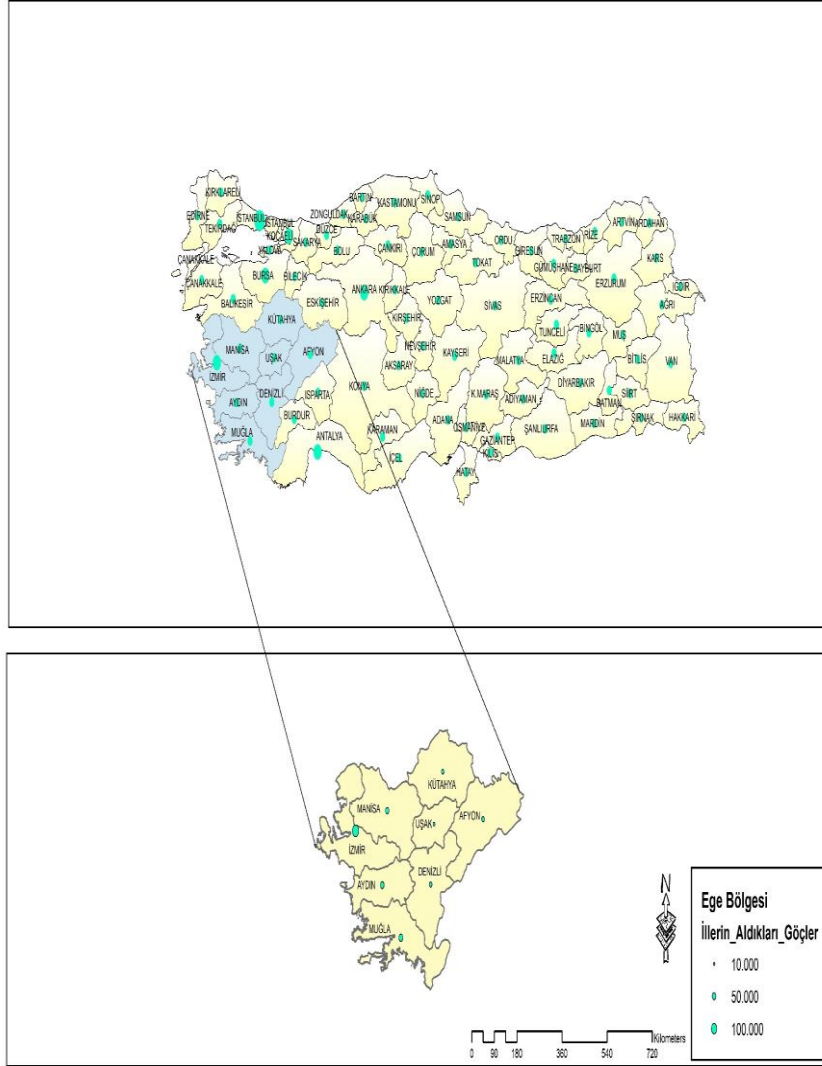 KIRKLARELİ
EDİRNE
TEKİRDAĞ
İSTANBUL
İSTANBUL
KOCAELİ
YALOVA
SAKARYA
DÜZCE
ZONGULDAK
BARTIN
KARABÜK
KASTAMONU
SİNOP
SAMSUN
BOLU
ÇANKIRI
ÇORUM
AMASYA
ORDU
TOKAT
GİRESUN
TRABZON
RİZE
ARTVİN
ARDAHAN
GÜMÜŞHANE
BAYBURT
KARS
ERZURUM
IĞDIR
AĞRI
ÇANAKKALE
ÇANAKKALE
BURSA
BİLECİK
BALIKESİR
ESKİŞEHİR
ANKARA
KIRIKKALE
YOZGAT
SİVAS
ERZİNCAN
KÜTAHYA
KIRŞEHİR
TUNCELİ
BİNGÖL
MUŞ
MANİSA
UŞAK
AFYON
NEVŞEHİR
KAYSERİ
MALATYA
ELAZIĞ
BİTLİS
VAN
İZMİR
AKSARAY
DİYARBAKIR
AYDIN
DENİZLİ
ISPARTA
KONYA
NİĞDE
K.MARAŞ
ADIYAMAN
BATMAN
SİİRT
BURDUR
MUĞLA
ANTALYA
KARAMAN
ADANA
OSMANİYE
GAZİANTEP
ŞANLIURFA
MARDİN
ŞIRNAK
HAKKARİ
KİLİS
İÇEL
HATAY
KÜTAHYA
MANİSA
UŞAK
AFYON
İZMİR
DENİZLİ
AYDIN
MUĞLA
N
Ege Bölgesi
İllerin_Aldıkları_Göçler
10.000
50.000
100.000
Kilometers
0 90 180 360 540 720